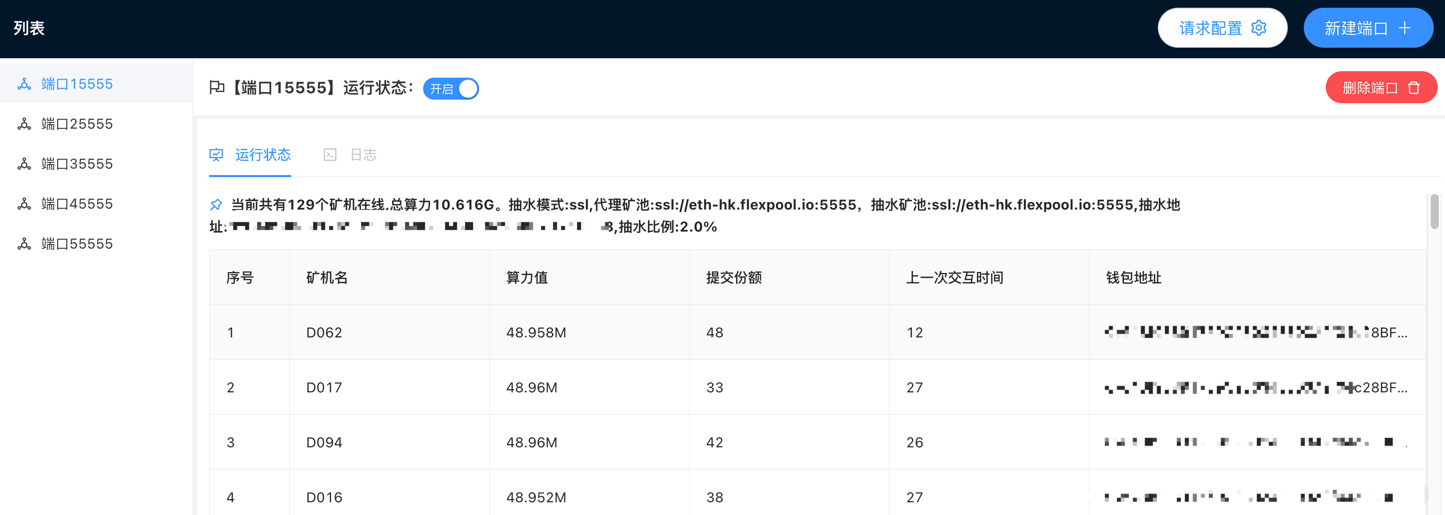 列表
请求配置
新建端口
端口15555
端口25555
端口35555
端口45555
端口55555
【端口15555】运行状态：
开启
删除端口
运行状态
日志
当前共有129个矿机在线.总算力10.616G。抽水模式:ssl,代理矿池:ssl://eth-hk.flexpool.io:5555，抽水矿池:ssl://eth-hk.flexpool.io:5555,抽水地
址:,抽水比例:2.0%
序号 矿机名 算力值 提交份额 上一次交互时间 钱包地址
1 D062 48.958M 48 12 8BF...
2 D017 48.96M 33 27 c28BF...
3 D094 48.96M 42 26
4 D016 48.952M 38 27